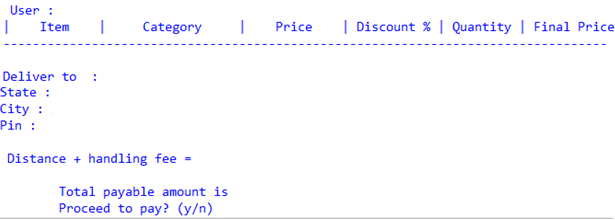 User :
| Item | Category | Price | Discount % | Quantity | Final Price
--------------------------------------------------------------------------------
Deliver to :
State :
City :
Pin :
Distance + handling fee =
Total payable amount is
Proceed to pay? (y/n)